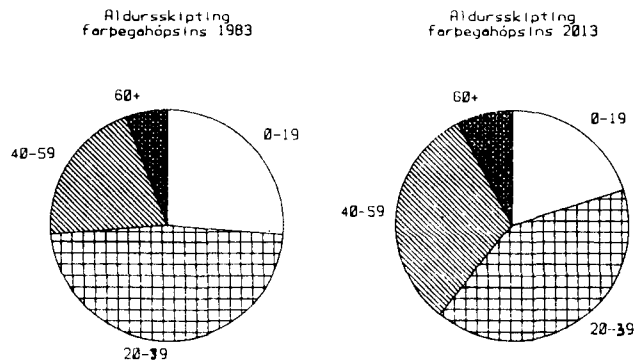 Aldursskipting
farþegahópsins 1983
60+
0-19
40-59
20-39
Aldursskipting
farþegahópsins 2013
60+
0-19
40-59
20-39